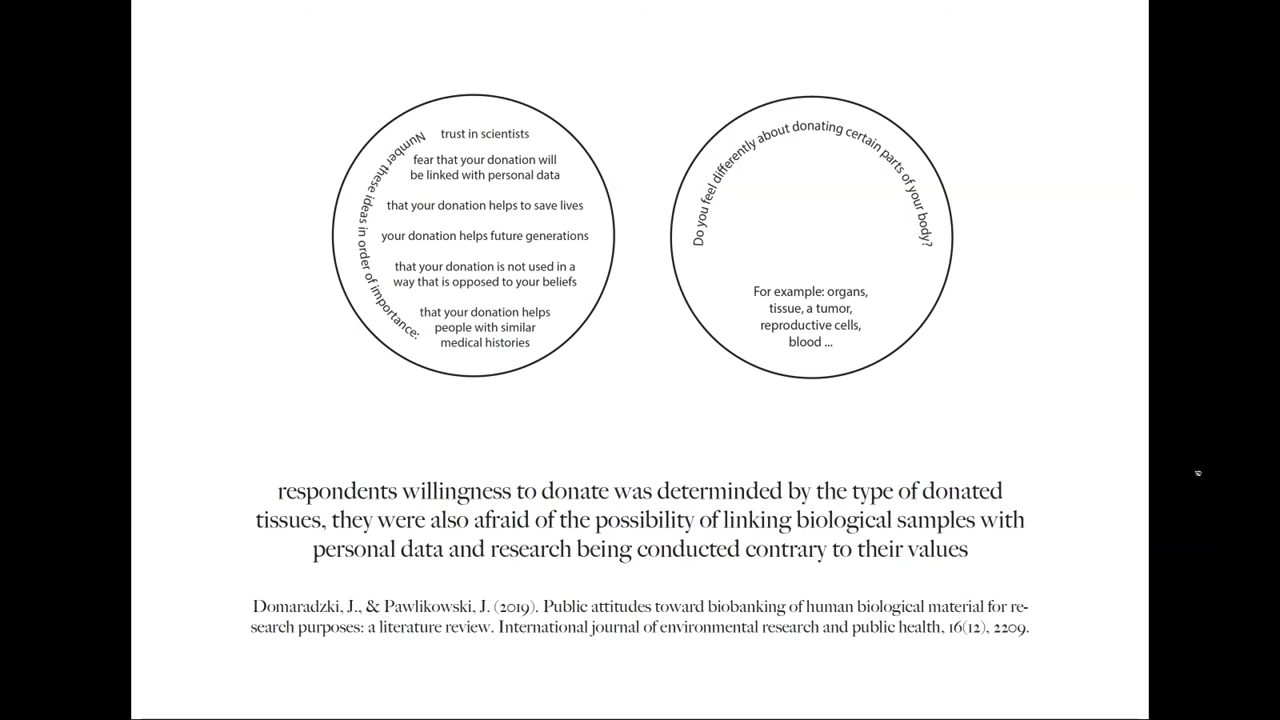 Number these ideas in order of importance:
trust in scientists
fear that your donation will
be linked with personal data
that your donation helps to save lives
your donation helps future generations
that your donation is not used in a
way that is opposed to your beliefs
that your donation helps
people with similar
medical histories
Do you feel differently about donating certain parts of your body?
For example: organs,
tissue, a tumor,
reproductive cells,
blood ...
respondents willingness to donate was determinded by the type of donated
tissues, they were also afraid of the possibility of linking biological samples with
personal data and research being conducted contrary to their values
Domaradzki, J., & Pawlikowski, J. (2019). Public attitudes toward biobanking of human biological material for re-
search purposes: a literature review. International journal of environmental research and public health, 16(12), 2209.